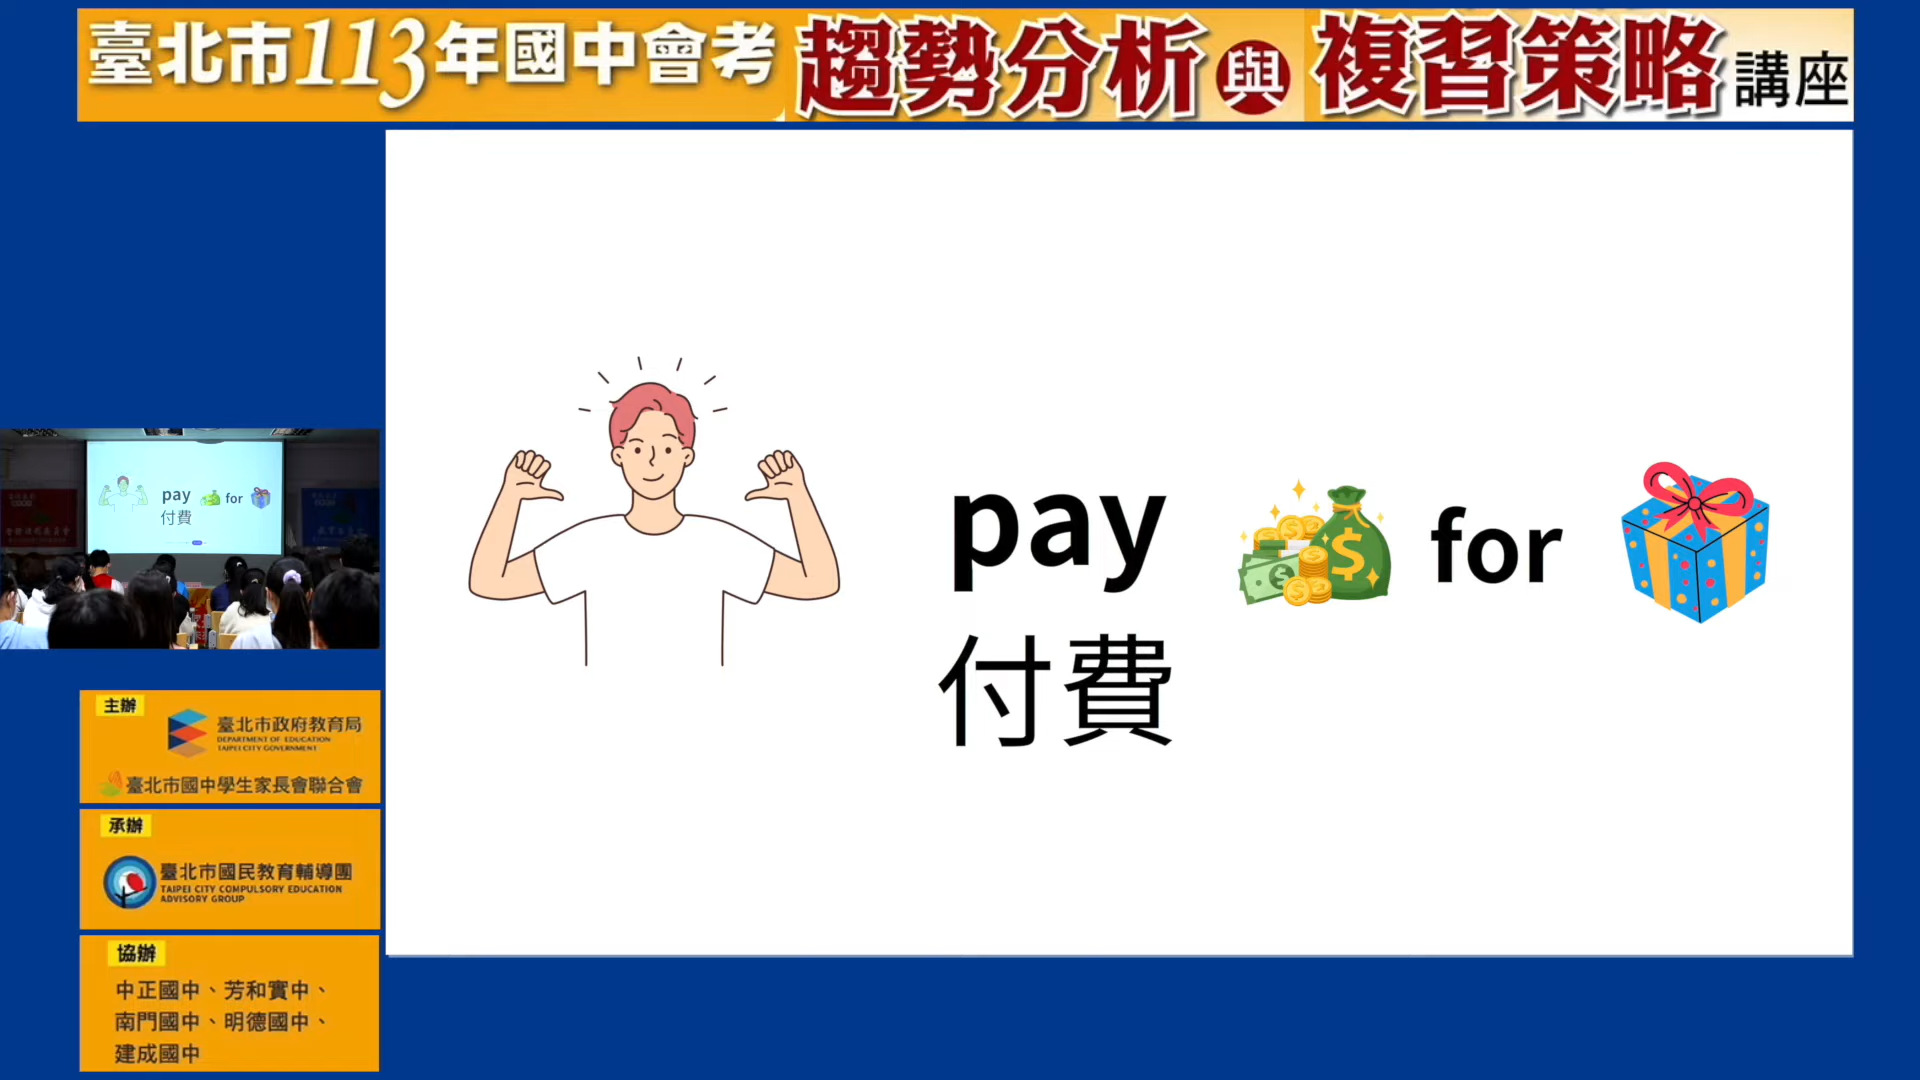 臺北市113年國中會考 趨勢分析與複習策略講座
pay for
付費
pay for
付費
主辦
臺北市政府教育局
DEPARTMENT OF EDUCATION
TAIPEI CITY GOVERNMENT
臺北市國中學生家長會聯合會
承辦
臺北市國民教育輔導團
TAIPEI CITY COMPULSORY EDUCATION
ADVISORY GROUP
協辦
中正國中、芳和實中、
南門國中、明德國中、
建成國中